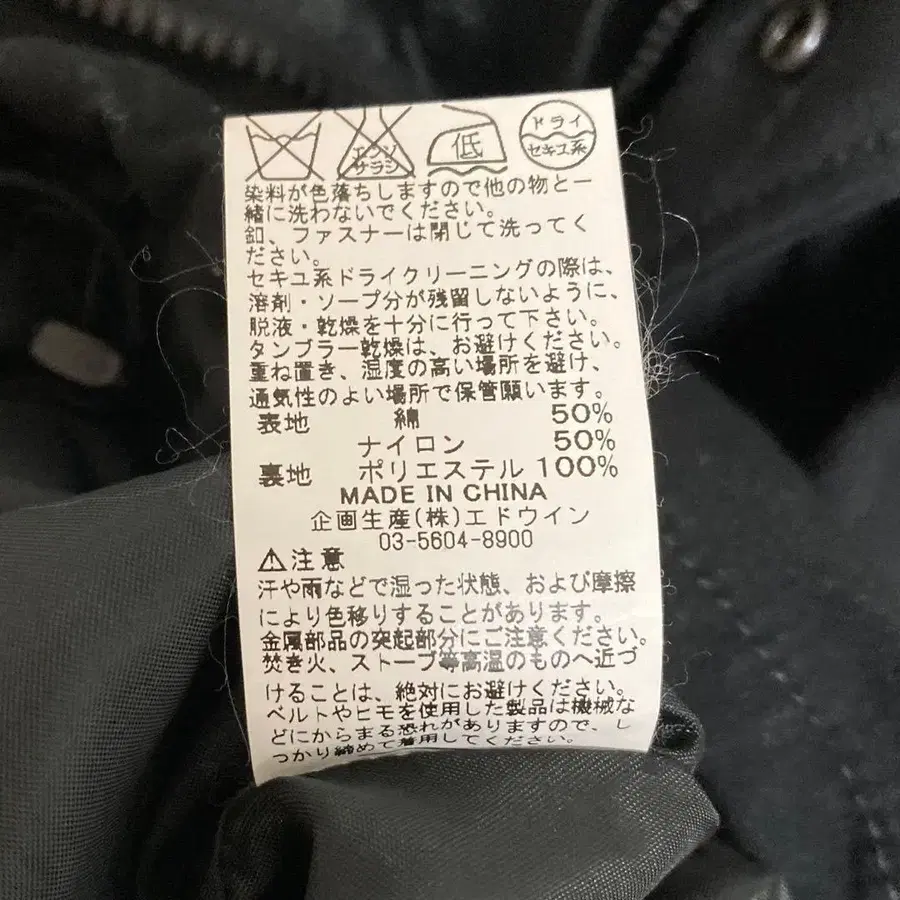 エンソ
サラシ
低
ドライ
セキユ系
染料が色落ちしますので他の物と一
緒に洗わないでください。
釦、ファスナーは閉じて洗ってく
ださい。
セキユ系ドライクリーニングの際は、
溶剤・ソープ分が残留しないように、
脱液・乾燥を十分に行って下さい。
タンブラー乾燥は、お避けください。
重ね置き、湿度の高い場所を避け、
通気性のよい場所で保管願います。
表地 綿 50%
ナイロン 50%
裏地 ポリエステル 100%
MADE IN CHINA
企画生産(株)エドウイン
03-5604-8900
⚠注意
汗や雨などで湿った状態、および摩擦
により色移りすることがあります。
金属部品の突起部分にご注意ください。
焚き火、ストーブ等高温のものへ近づ
けることは、絶対にお避けください。
ベルトやヒモを使用した製品は機械な
どにからまる恐れがありますので、し
っかり締めて着用してください。